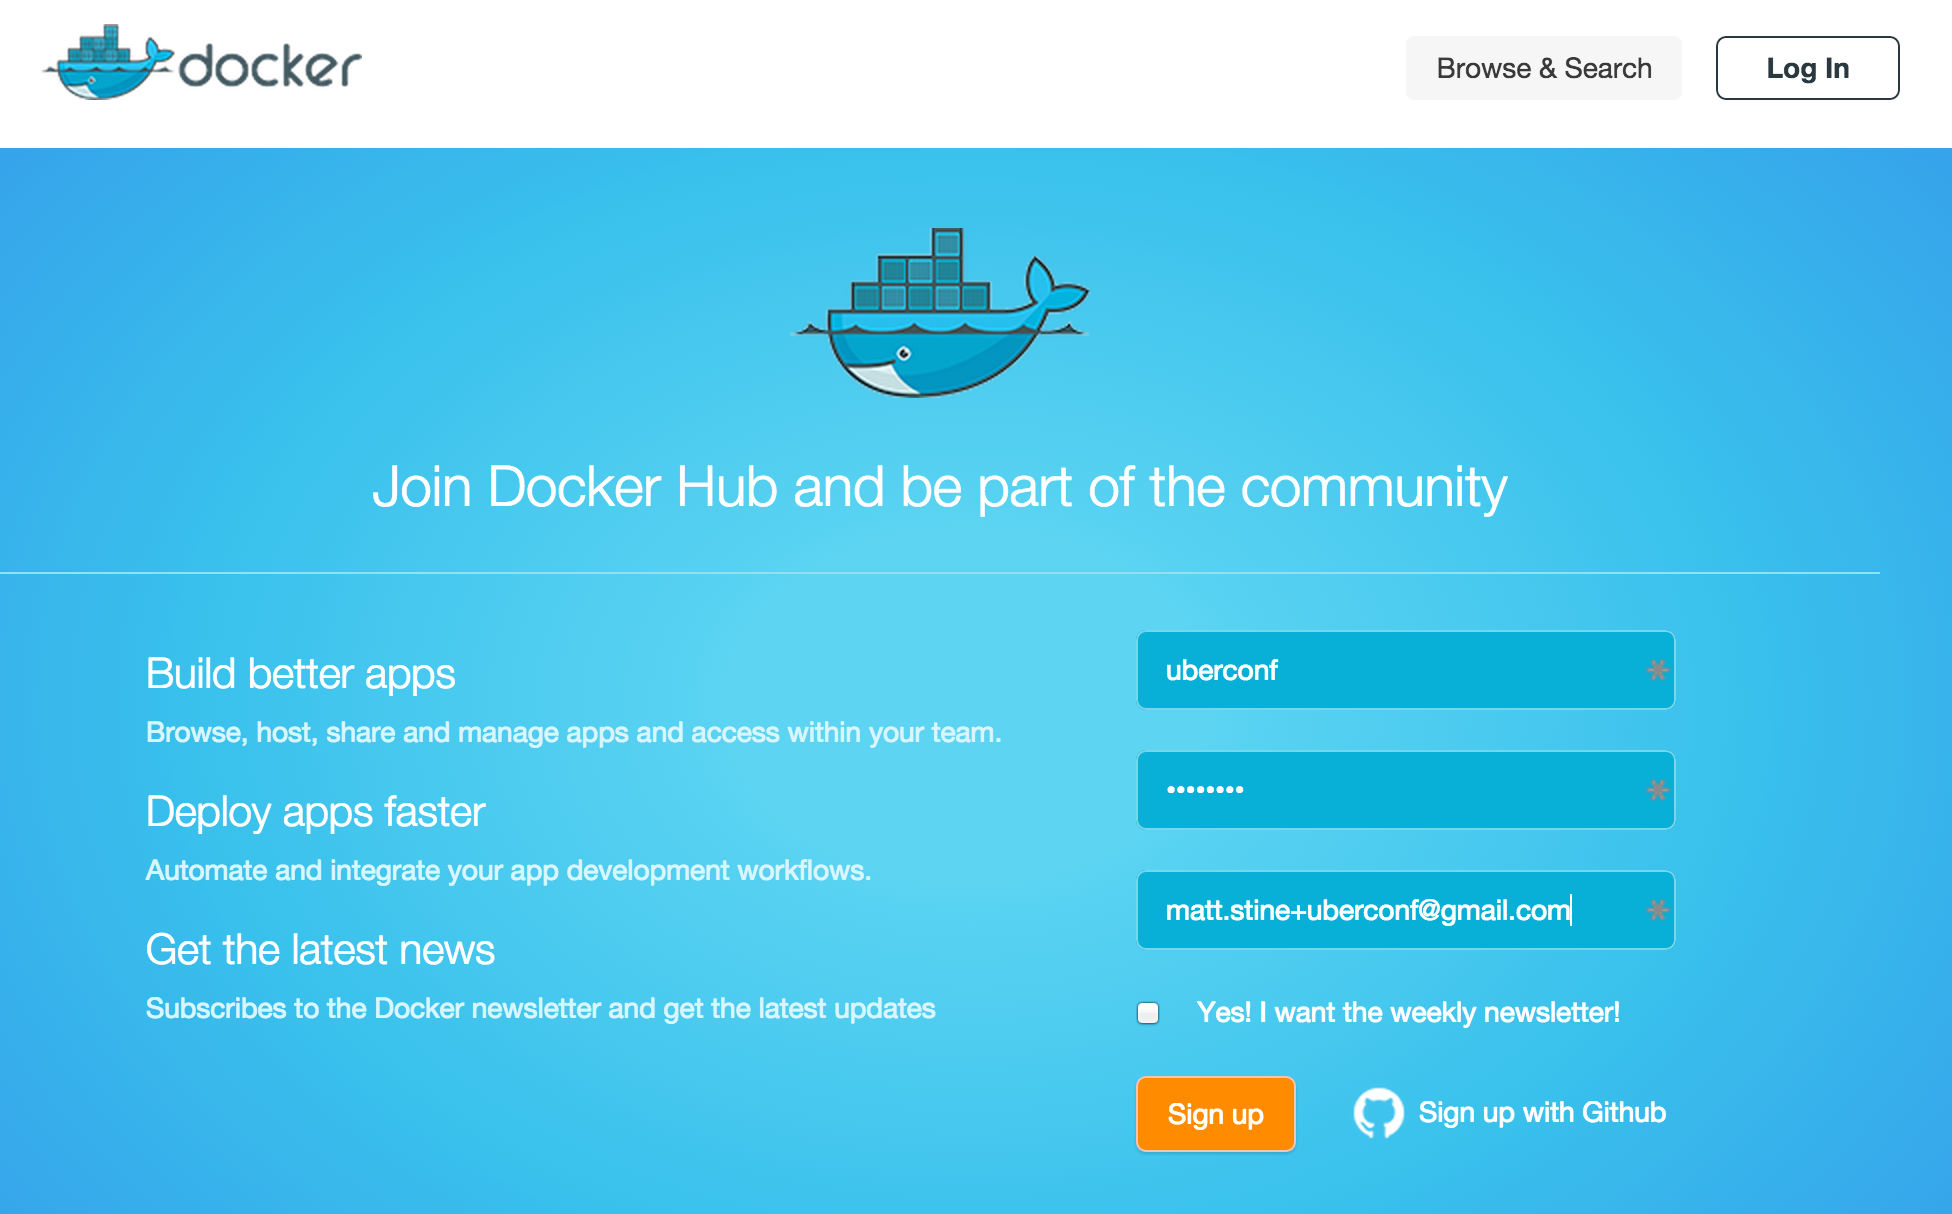 docker
Browse & Search
Log In
Join Docker Hub and be part of the community
Build better apps
Browse, host, share and manage apps and access within your team.
Deploy apps faster
Automate and integrate your app development workflows.
Get the latest news
Subscribes to the Docker newsletter and get the latest updates
uberconf
••••••••
matt.stine+uberconf@gmail.com
Yes! I want the weekly newsletter!
Sign up
Sign up with Github